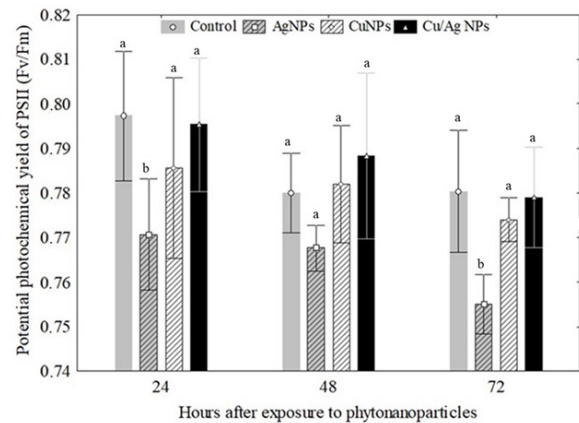 0.82
Control AgNPs CuNPs Cu/Ag NPs
a a a a a a a
0.81
a a
0.80
a
b
0.79
0.78
a
0.77
b
0.76
0.75
0.74
24 48 72
Potential photochemical yield of PSII (Fv/Fm)
Hours after exposure to phytonanoparticles